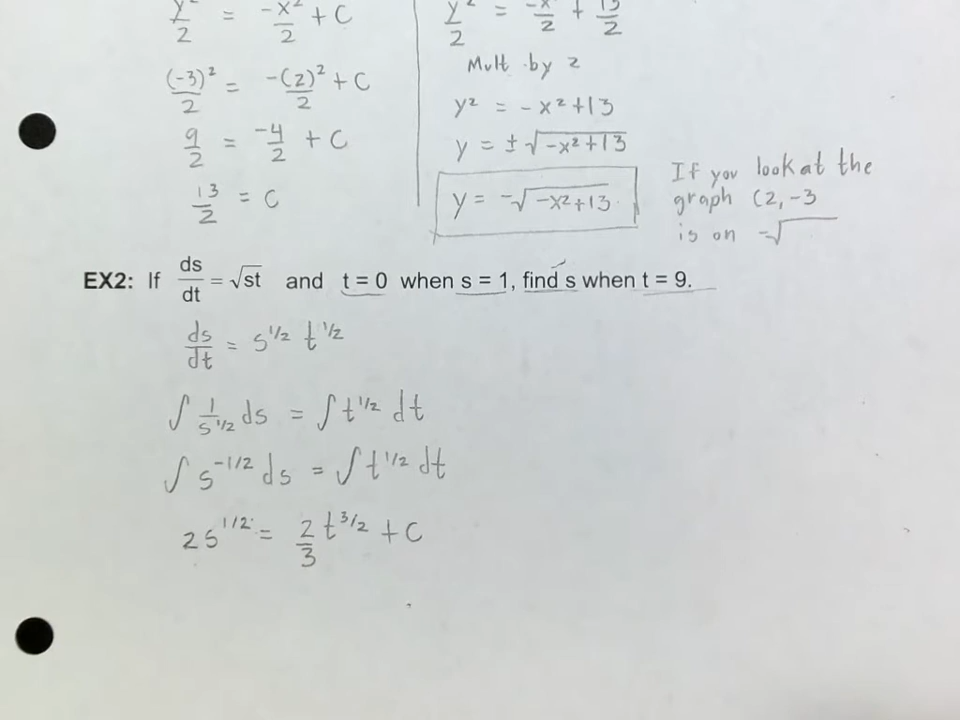 y²/2 = -x²/2 + C
(-3)²/2 = -(2)²/2 + C
9/2 = -4/2 + C
13/2 = C
y²/2 = -x²/2 + 13/2
Mult by 2
y² = -x²+13
y = ±√(-x²+13)
y = -√(-x²+13)
If you look at the
graph (2,-3
is on -√
EX2: If ds/dt = √st and t = 0 when s = 1, find s when t = 9.
ds/dt = s^1/2 t^1/2
∫ 1/s^1/2 ds = ∫ t^1/2 dt
∫ s^-1/2 ds = ∫ t^1/2 dt
2s^1/2 = 2/3 t^3/2 + C